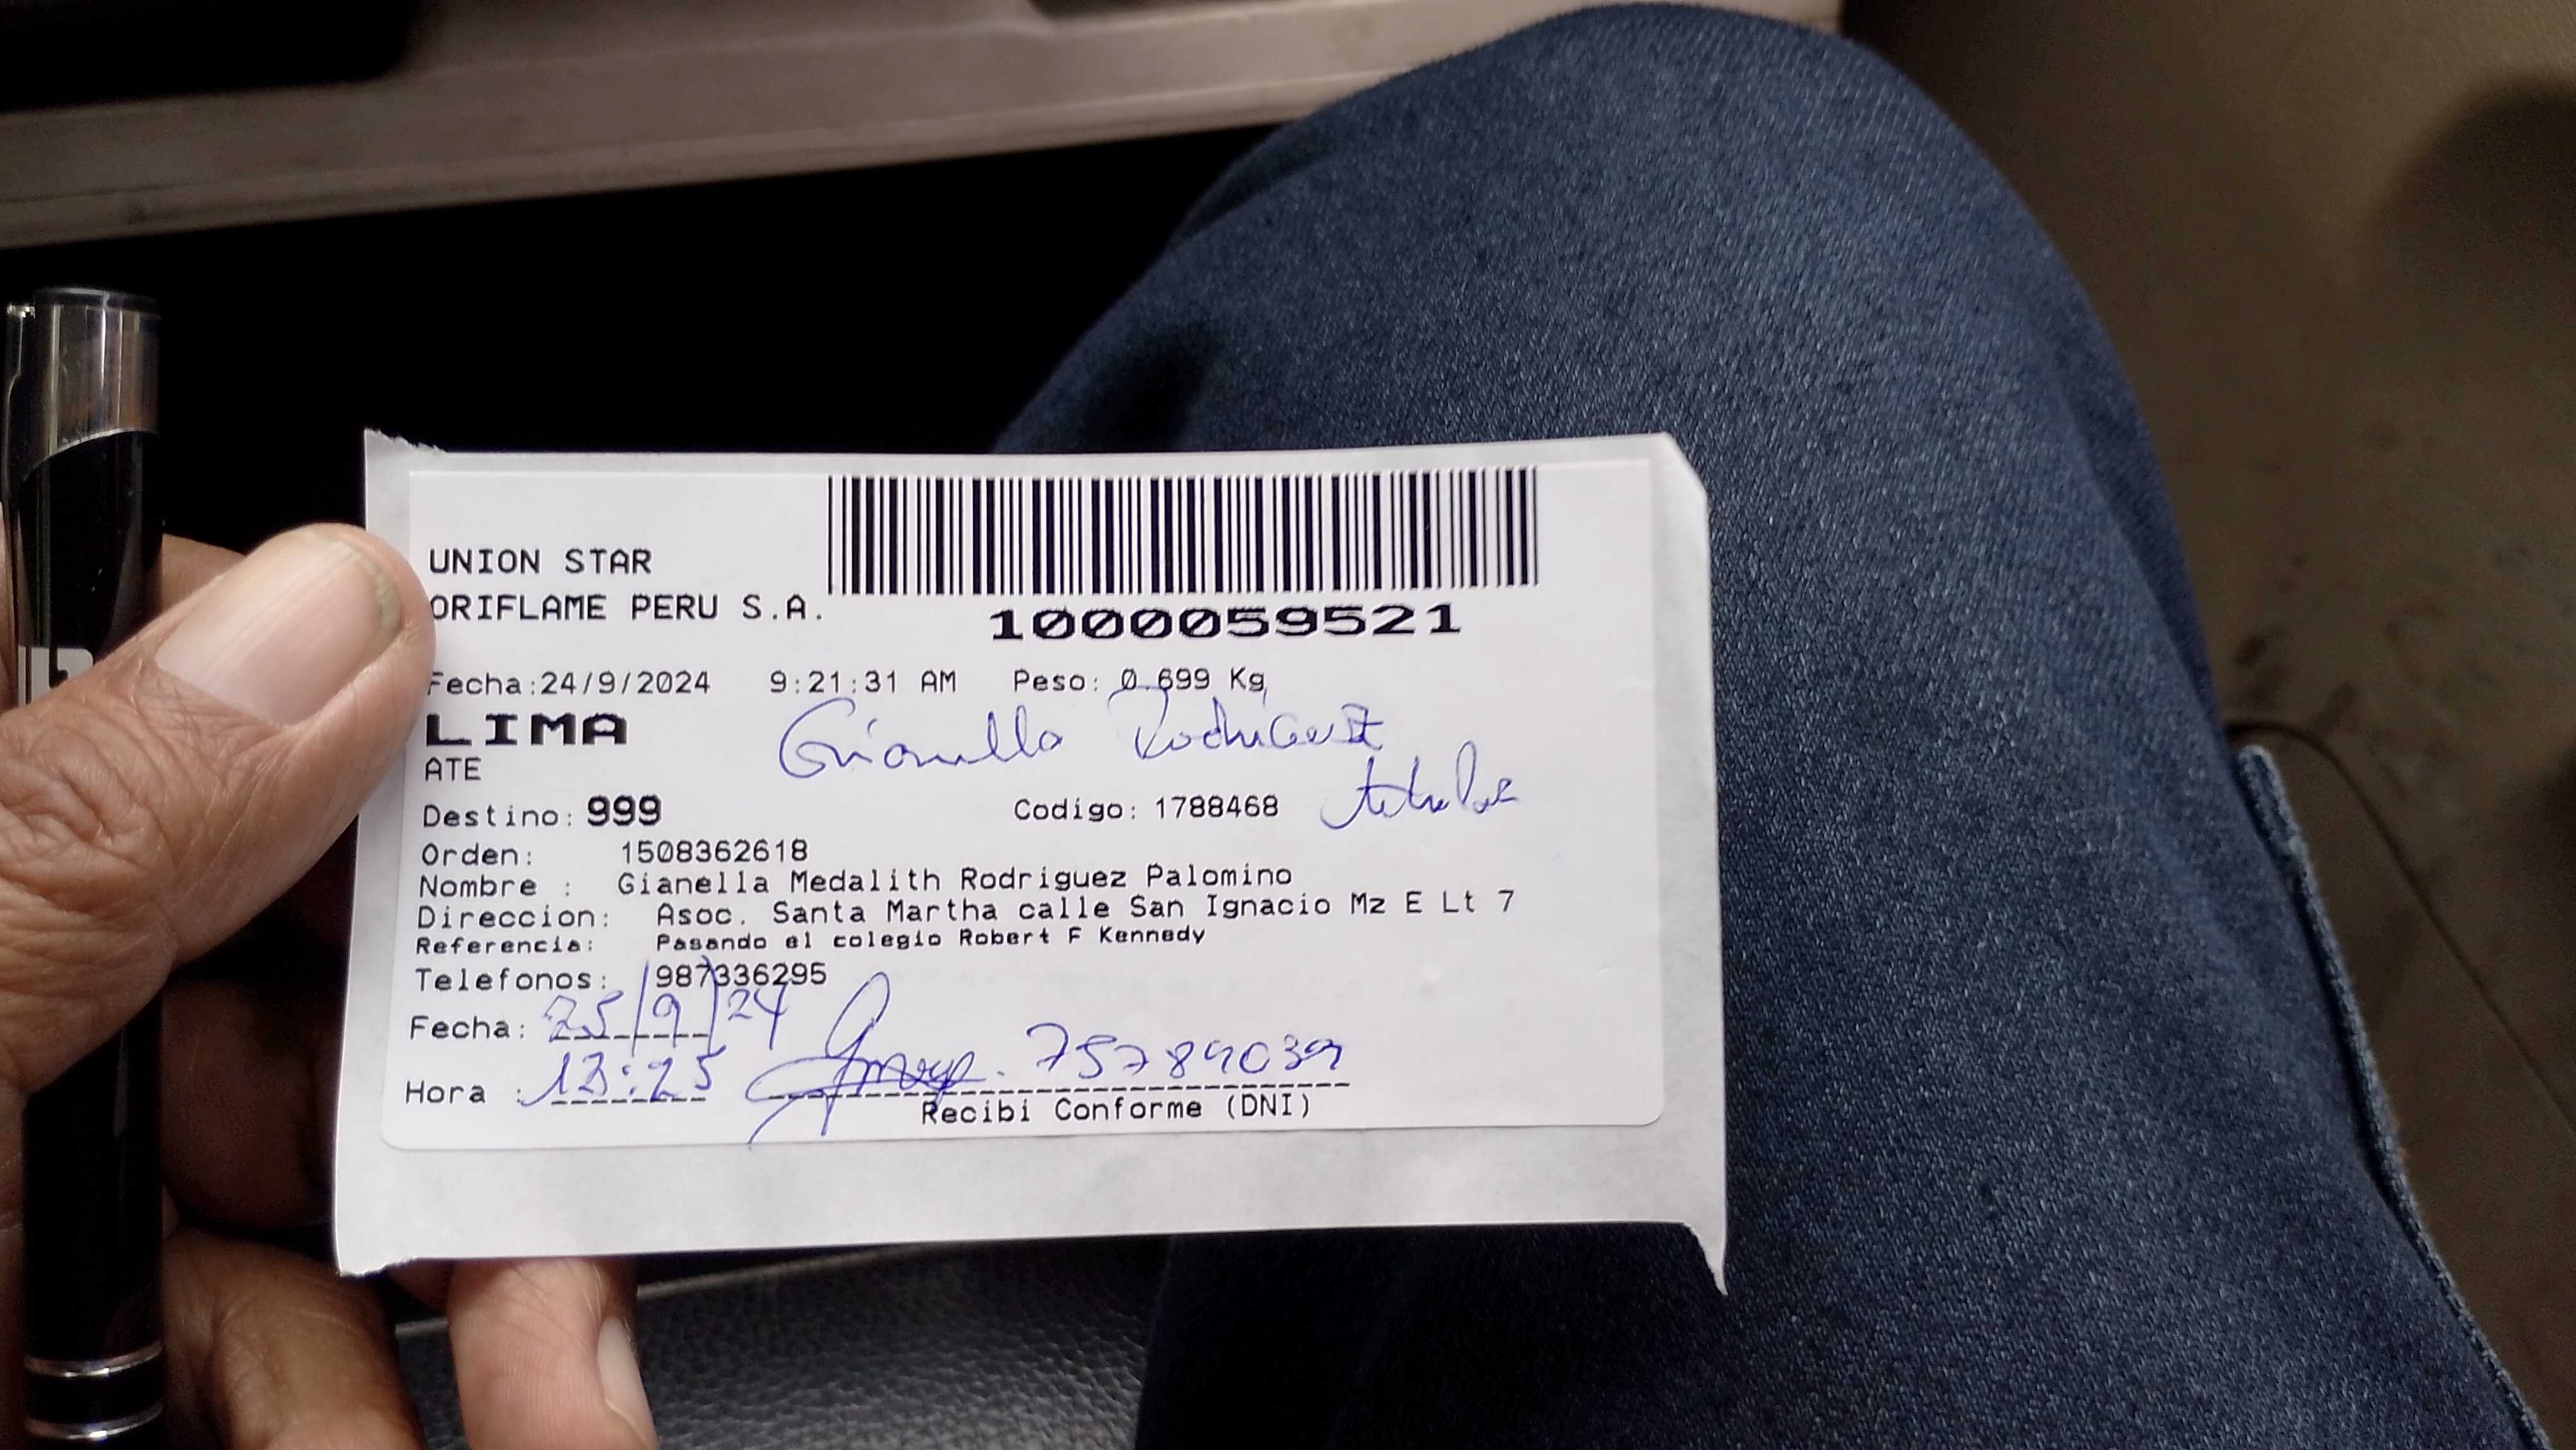 UNION STAR
ORIFLAME PERU S.A.
1000059521
Fecha:24/9/2024 9:21:31 AM Peso: 0.699 Kg
LIMA
Gianella Rodriguez
ATE
Destino: 999 Codigo: 1788468
Orden: 1508362618
Nombre : Gianella Medalith Rodriguez Palomino
Direccion: Asoc. Santa Martha calle San Ignacio Mz E Lt 7
Referencia: Pasando el colegio Robert F Kennedy
Telefonos: 987336295
Fecha: 25/9/24
Hora : 13:25 75789039
Recibi Conforme (DNI)